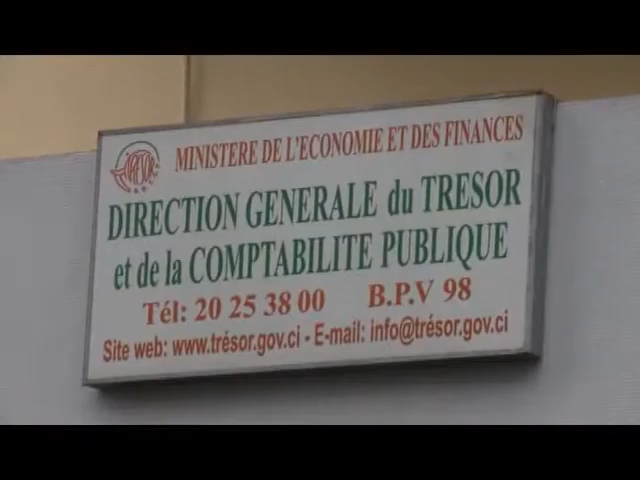 TRESOR
MINISTERE DE L'ECONOMIE ET DES FINANCES
DIRECTION GENERALE du TRESOR
et de la COMPTABILITE PUBLIQUE
Tél: 20 25 38 00 B.P.V 98
Site web: www.trésor.gov.ci - E-mail: info@trésor.gov.ci